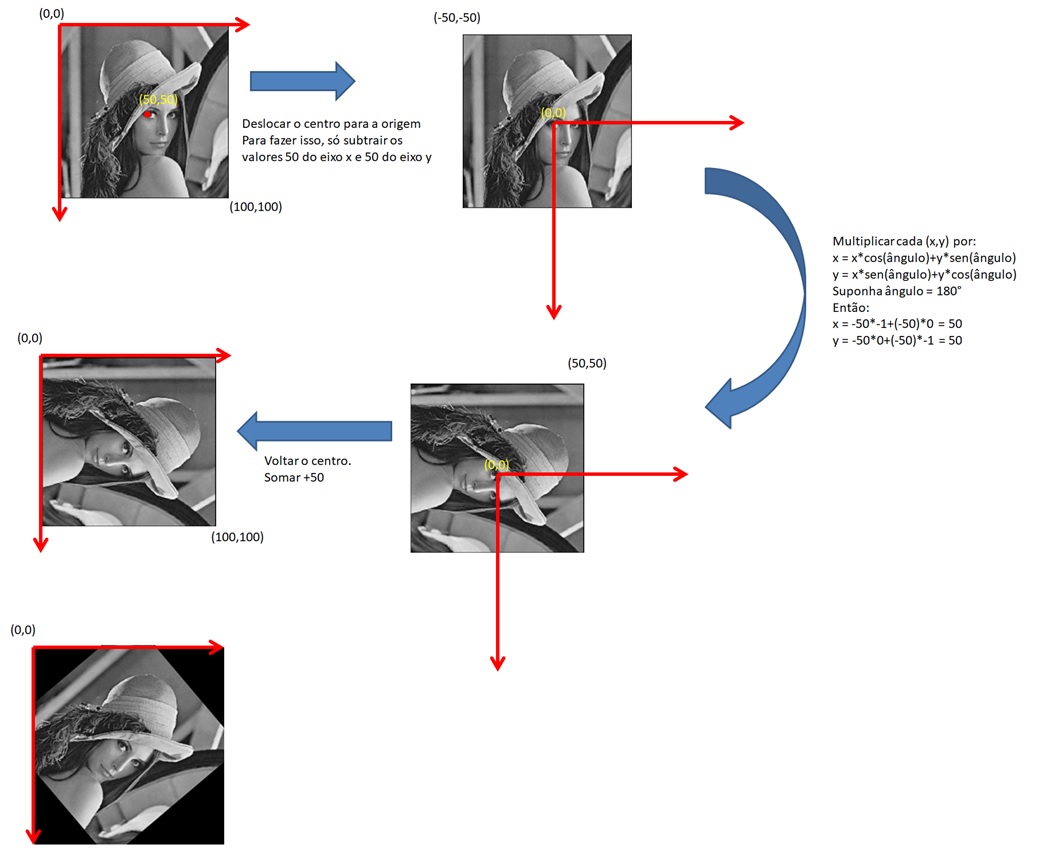 (0,0)
(50,50)
(100,100)
Deslocar o centro para a origem
Para fazer isso, só subtrair os
valores 50 do eixo x e 50 do eixo y
(-50,-50)
(0,0)
Multiplicar cada (x,y) por:
x = x*cos(ângulo)+y*sen(ângulo)
y = x*sen(ângulo)+y*cos(ângulo)
Suponha ângulo = 180°
Então:
x = -50*-1+(-50)*0 = 50
y = -50*0+(-50)*-1 = 50
(50,50)
(0,0)
Voltar o centro.
Somar +50
(0,0)
(100,100)
(0,0)